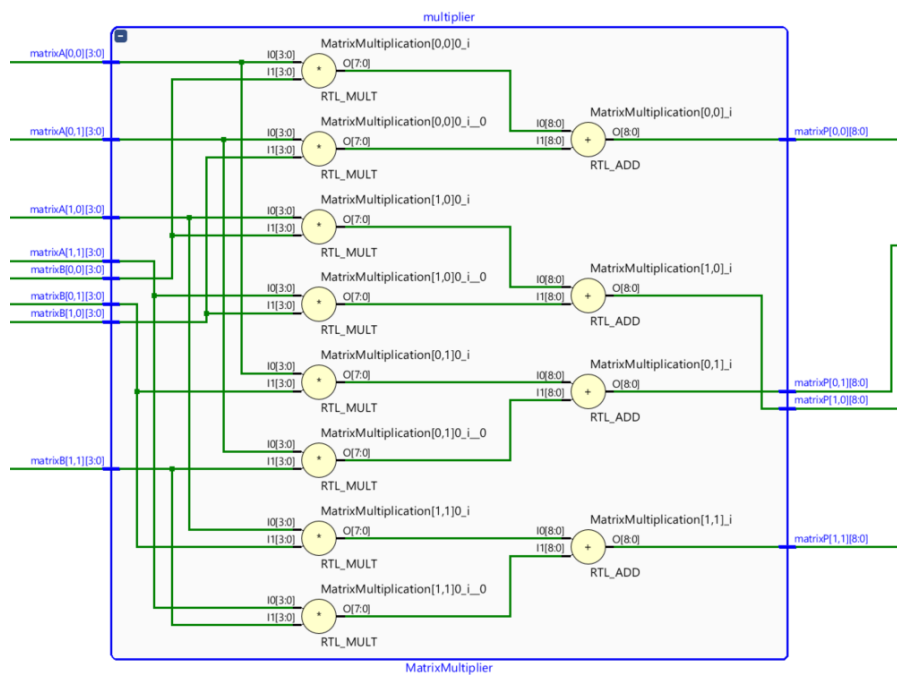 multiplier
MatrixMultiplication[0,0]0_i
matrixA[0,0][3:0]
I0[3:0]
I1[3:0]
*
O[7:0]
RTL_MULT
MatrixMultiplication[0,0]_i
MatrixMultiplication[0,0]0_i__0
matrixA[0,1][3:0]
I0[3:0]
I1[3:0]
*
O[7:0]
RTL_MULT
I0[8:0]
I1[8:0]
+
O[8:0]
RTL_ADD
matrixP[0,0][8:0]
MatrixMultiplication[1,0]0_i
matrixA[1,0][3:0]
I0[3:0]
I1[3:0]
*
O[7:0]
RTL_MULT
matrixA[1,1][3:0]
matrixB[0,0][3:0]
MatrixMultiplication[1,0]_i
MatrixMultiplication[1,0]0_i__0
matrixB[0,1][3:0]
matrixB[1,0][3:0]
I0[3:0]
I1[3:0]
*
O[7:0]
RTL_MULT
I0[8:0]
I1[8:0]
+
O[8:0]
RTL_ADD
MatrixMultiplication[0,1]0_i
I0[3:0]
I1[3:0]
*
O[7:0]
RTL_MULT
MatrixMultiplication[0,1]_i
I0[8:0]
I1[8:0]
+
O[8:0]
RTL_ADD
matrixP[0,1][8:0]
matrixP[1,0][8:0]
MatrixMultiplication[0,1]0_i__0
matrixB[1,1][3:0]
I0[3:0]
I1[3:0]
*
O[7:0]
RTL_MULT
MatrixMultiplication[1,1]0_i
I0[3:0]
I1[3:0]
*
O[7:0]
RTL_MULT
MatrixMultiplication[1,1]_i
I0[8:0]
I1[8:0]
+
O[8:0]
RTL_ADD
matrixP[1,1][8:0]
MatrixMultiplication[1,1]0_i__0
I0[3:0]
I1[3:0]
*
O[7:0]
RTL_MULT
MatrixMultiplier